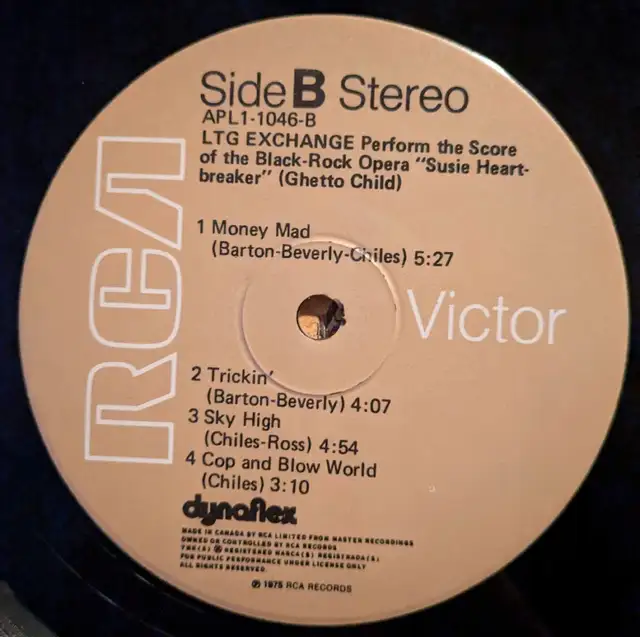 Side B Stereo
APL1-1046-B
LTG EXCHANGE Perform the Score
of the Black-Rock Opera "Susie Heart-
breaker" (Ghetto Child)
1 Money Mad
(Barton-Beverly-Chiles) 5:27
RCA
Victor
2 Trickin'
(Barton-Beverly) 4:07
3 Sky High
(Chiles-Ross) 4:54
4 Cop and Blow World
(Chiles) 3:10
dynaflex
MADE IN CANADA BY RCA LIMITED FROM MASTER RECORDINGS
OWNED OR CONTROLLED BY RCA RECORDS
TMK(S) ® REGISTERED MARCA(S) REGISTRADA(S)
FOR PUBLIC PERFORMANCE UNDER LICENSE ONLY
ALL RIGHTS RESERVED.
℗ 1975 RCA RECORDS